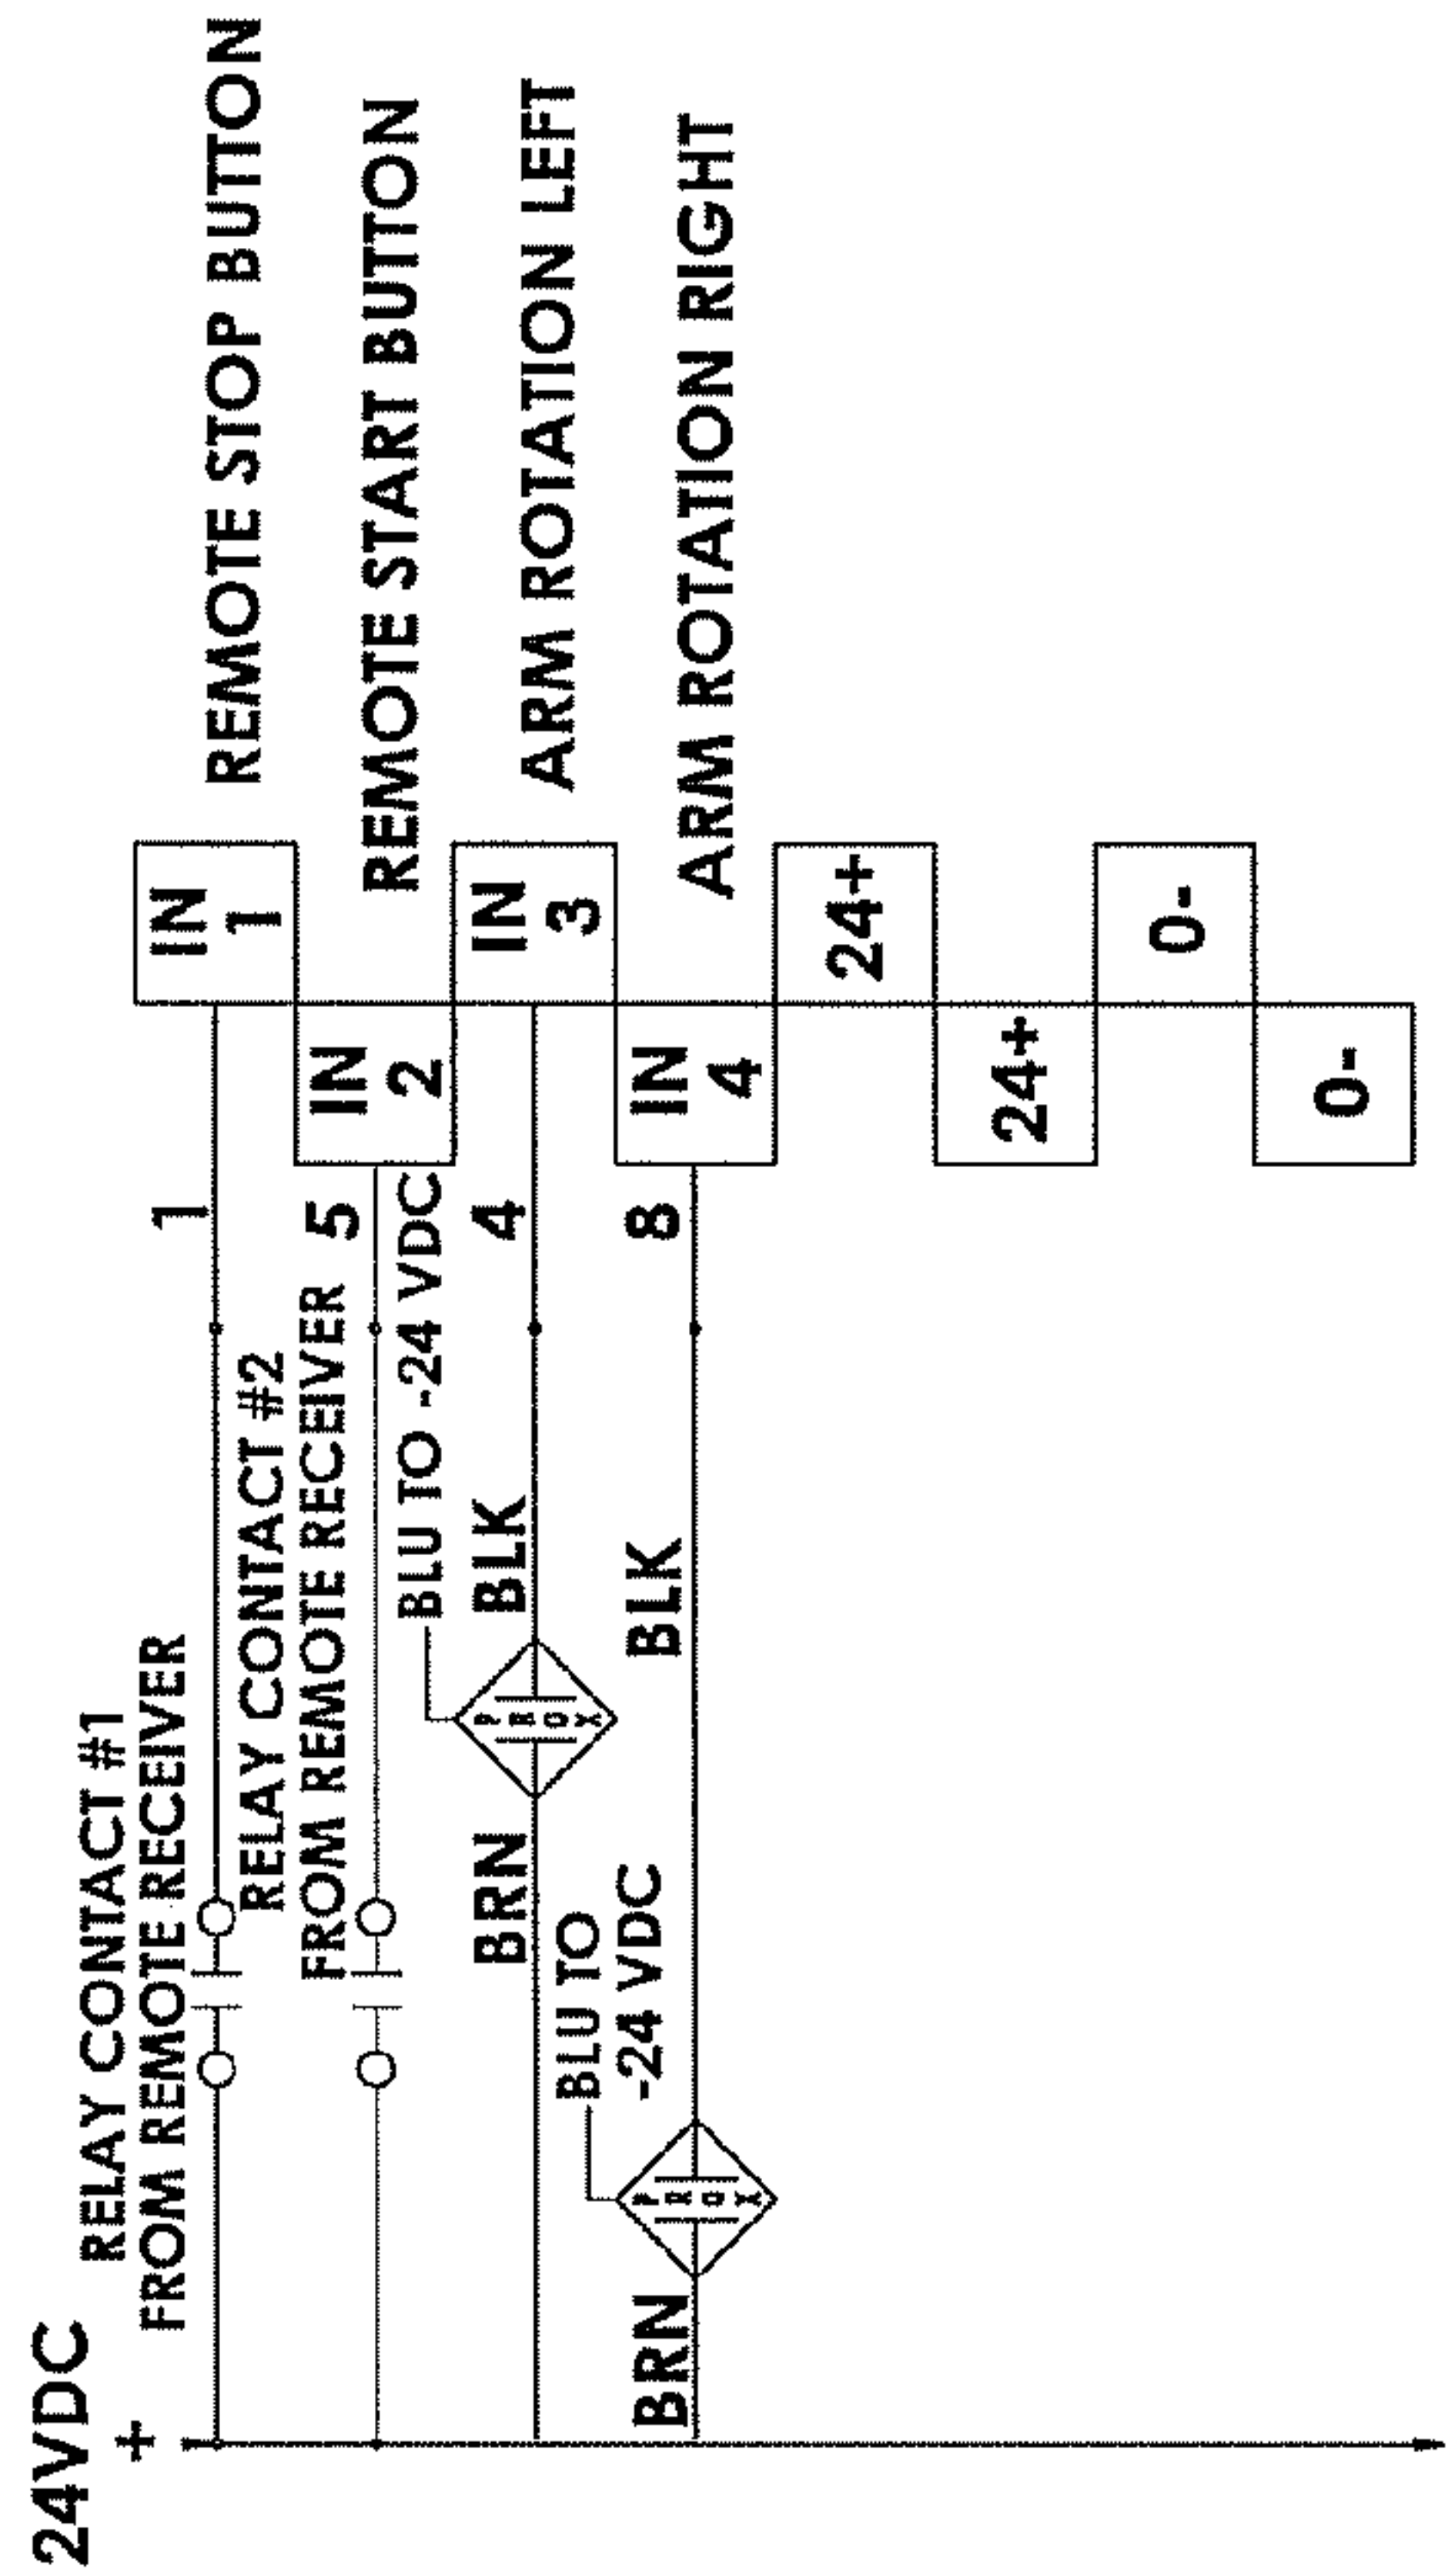 24VDC
+
RELAY CONTACT #1
FROM REMOTE RECEIVER
1
IN
1
REMOTE STOP BUTTON
RELAY CONTACT #2
FROM REMOTE RECEIVER
5
IN
2
REMOTE START BUTTON
BLU TO -24 VDC
BRN
PROX
BLK
4
IN
3
ARM ROTATION LEFT
BLU TO
-24 VDC
BRN
PROX
BLK
8
IN
4
ARM ROTATION RIGHT
24+
24+
0-
0-